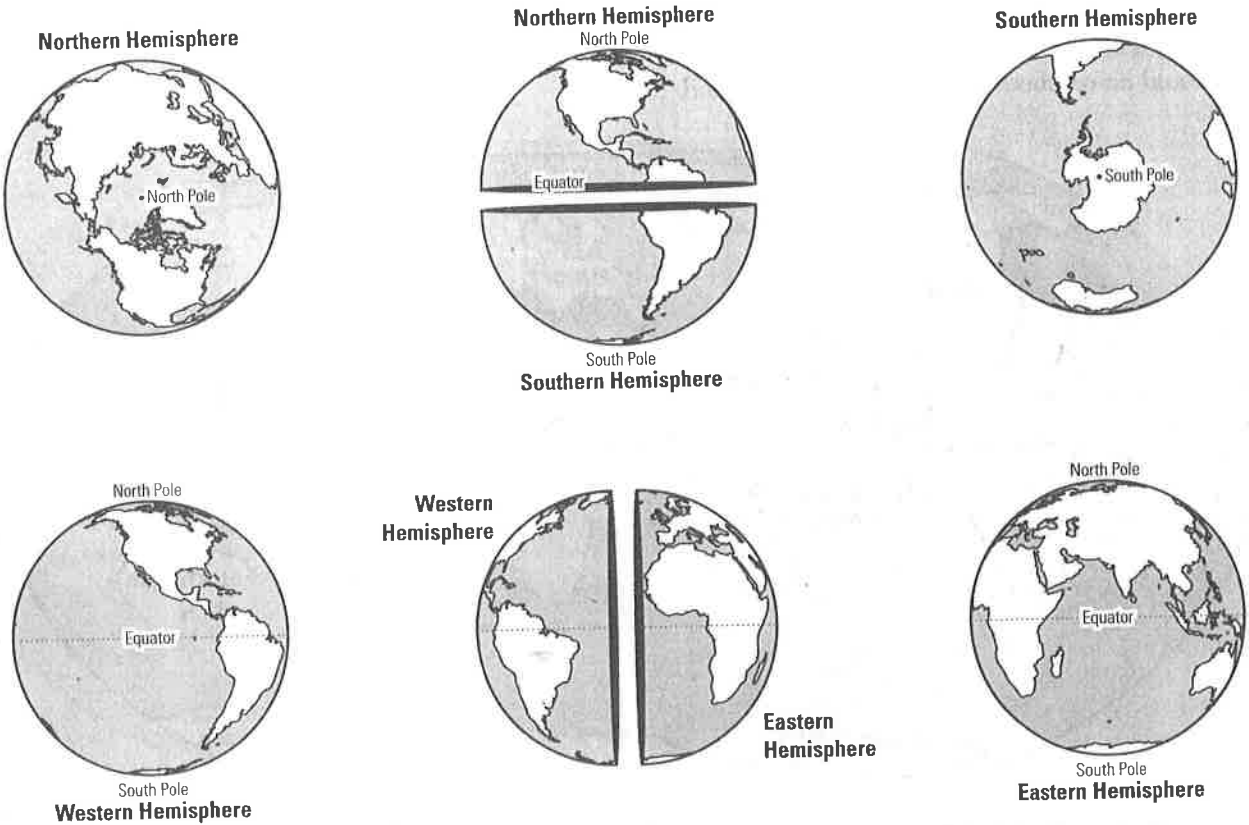 Northern Hemisphere
North Pole
Northern Hemisphere
North Pole
Equator
South Pole
Southern Hemisphere
Southern Hemisphere
South Pole
North Pole
Equator
South Pole
Western Hemisphere
Western
Hemisphere
Eastern
Hemisphere
North Pole
Equator
South Pole
Eastern Hemisphere